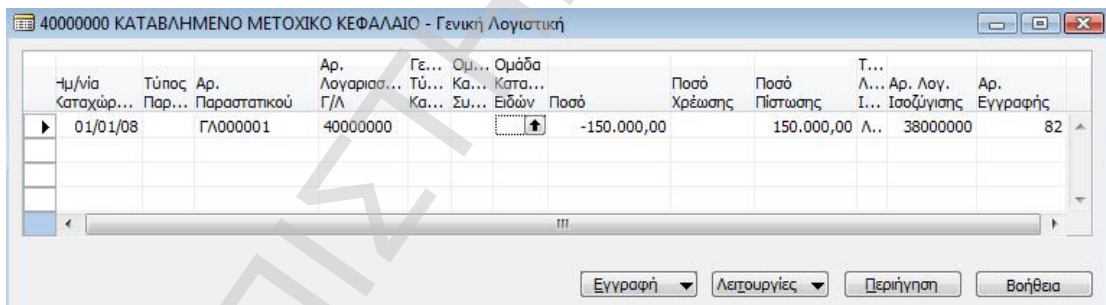 40000000 ΚΑΤΑΒΛΗΜΕΝΟ ΜΕΤΟΧΙΚΟ ΚΕΦΑΛΑΙΟ - Γενική Λογιστική
Ημ/νία Καταχώρ... Τύπος Παρ... Αρ. Παραστατικού Αρ. Λογαριασ... Γ/Λ Γε... Τύ... Κα... Ομ... Κα... Συ... Ομάδα Κατα... Ειδών Ποσό Ποσό Χρέωσης Ποσό Πίστωσης Τ... Λ... Ι... Αρ. Λογ. Ισοζύγισης Αρ. Εγγραφής
01/01/08 ΓΛ000001 40000000 -150.000,00 150.000,00 Λ.. 38000000 82
Εγγραφή Λειτουργίες Περιήγηση Βοήθεια
ΠΙΣΤΗ